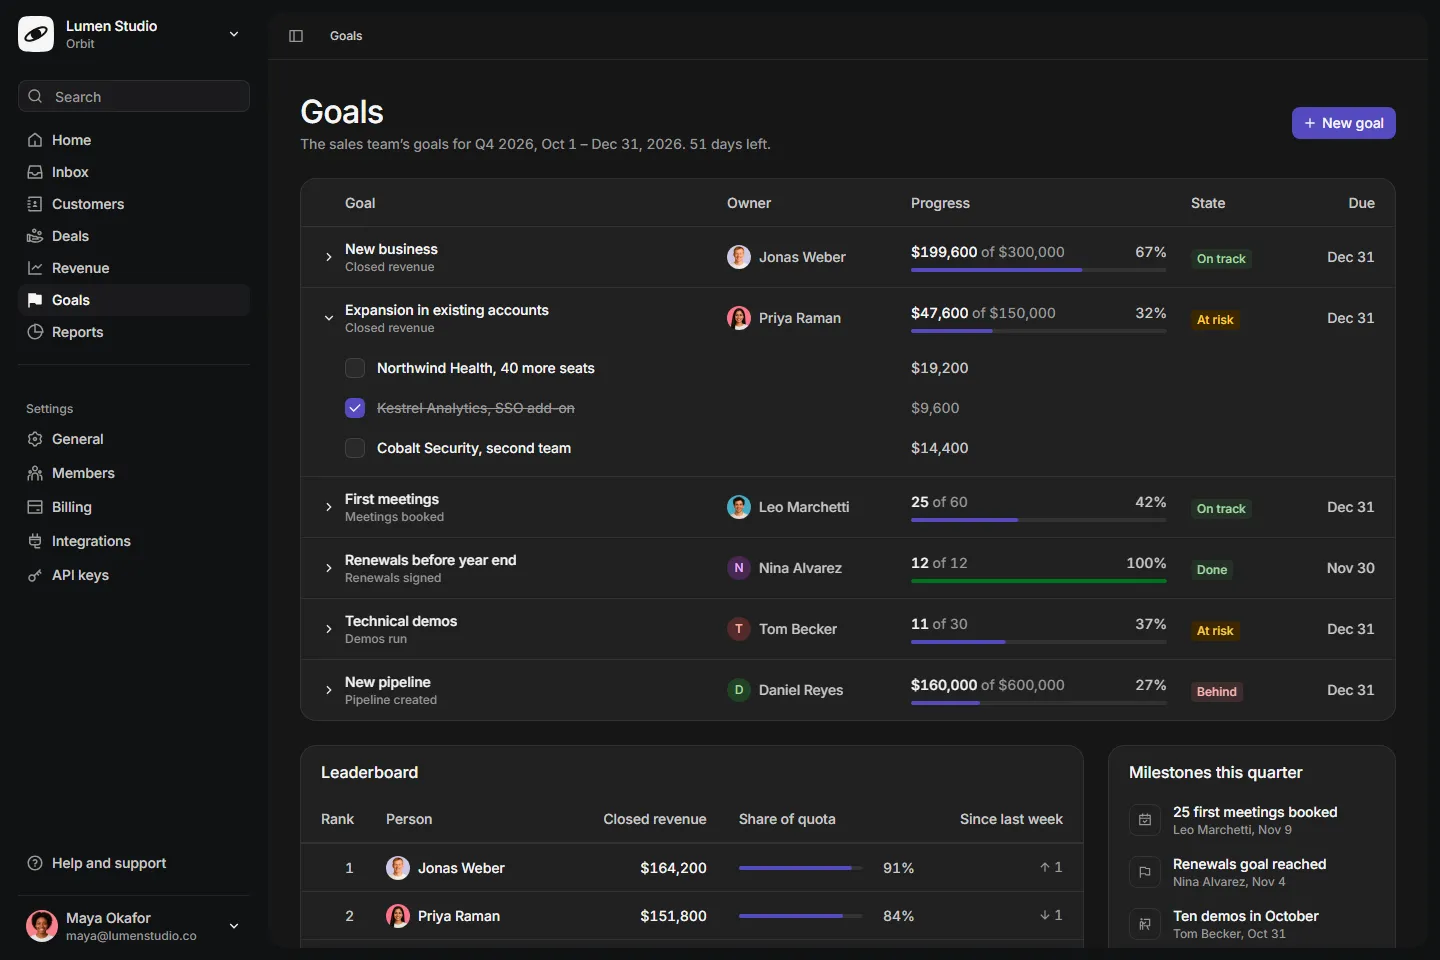 Lumen Studio
Orbit
Search
Home
Inbox
Customers
Deals
Revenue
Goals
Reports
Settings
General
Members
Billing
Integrations
API keys
Help and support
Maya Okafor
maya@lumenstudio.co
Goals
Goals
The sales team’s goals for Q4 2026, Oct 1 – Dec 31, 2026. 51 days left.
New goal
Goal Owner Progress State Due
New business
Closed revenue
Jonas Weber
$199,600 of $300,000 67%
On track
Dec 31
Expansion in existing accounts
Closed revenue
Priya Raman
$47,600 of $150,000 32%
At risk
Dec 31
Northwind Health, 40 more seats $19,200
Kestrel Analytics, SSO add-on $9,600
Cobalt Security, second team $14,400
First meetings
Meetings booked
Leo Marchetti
25 of 60 42%
On track
Dec 31
Renewals before year end
Renewals signed
N Nina Alvarez
12 of 12 100%
Done
Nov 30
Technical demos
Demos run
T Tom Becker
11 of 30 37%
At risk
Dec 31
New pipeline
Pipeline created
D Daniel Reyes
$160,000 of $600,000 27%
Behind
Dec 31
Leaderboard
Rank Person Closed revenue Share of quota Since last week
1 Jonas Weber $164,200 91% ↑ 1
2 Priya Raman $151,800 84% ↓ 1
Milestones this quarter
25 first meetings booked
Leo Marchetti, Nov 9
Renewals goal reached
Nina Alvarez, Nov 4
Ten demos in October
Tom Becker, Oct 31